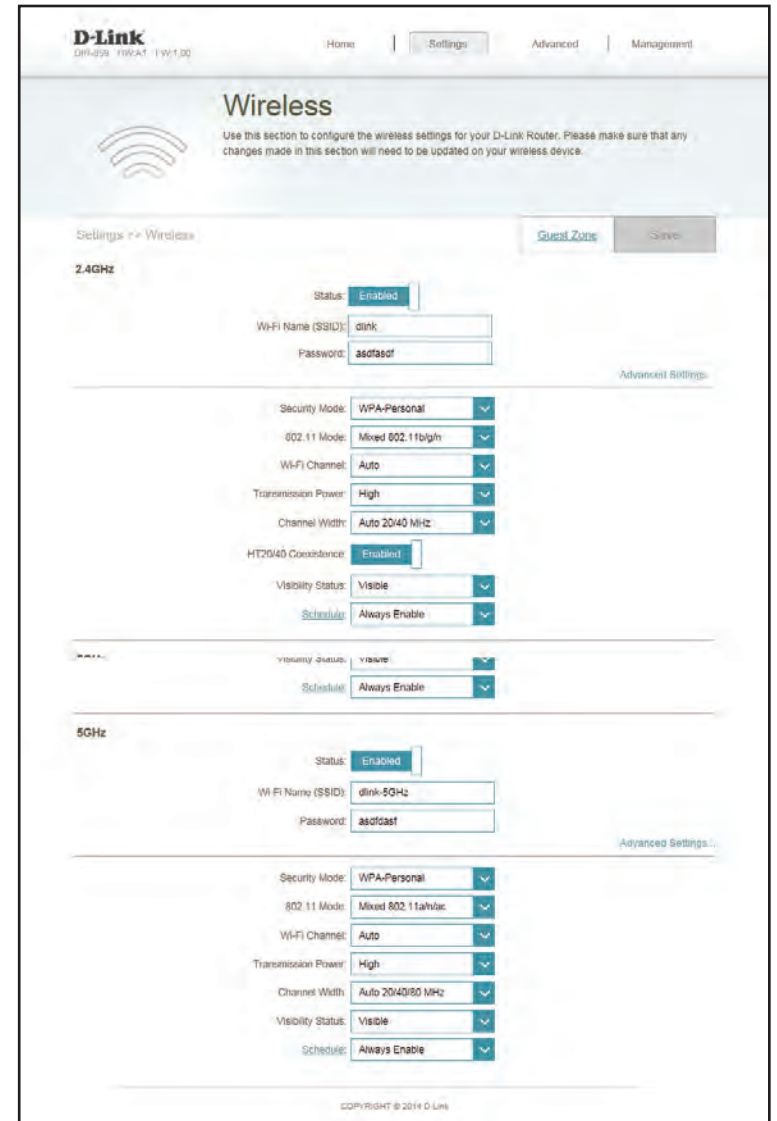 D-Link
DIR-859 HW:A1 FW:1.00
Home
Settings
Advanced
Management
Wireless
Use this section to configure the wireless settings for your D-Link Router. Please make sure that any
changes made in this section will need to be updated on your wireless device.
Settings >> Wireless
Guest Zone
Save
2.4GHz
Status: Enabled
Wi-Fi Name (SSID): dlink
Password: asdfasdf
Advanced Settings...
Security Mode: WPA-Personal
802.11 Mode: Mixed 802.11b/g/n
Wi-Fi Channel: Auto
Transmission Power: High
Channel Width: Auto 20/40 MHz
HT20/40 Coexistence: Enabled
Visibility Status: Visible
Schedule: Always Enable
Visibility Status: Visible
Schedule: Always Enable
5GHz
Status: Enabled
Wi-Fi Name (SSID): dlink-5GHz
Password: asdfdasf
Advanced Settings...
Security Mode: WPA-Personal
802.11 Mode: Mixed 802.11a/n/ac
Wi-Fi Channel: Auto
Transmission Power: High
Channel Width: Auto 20/40/80 MHz
Visibility Status: Visible
Schedule: Always Enable
COPYRIGHT © 2014 D-Link